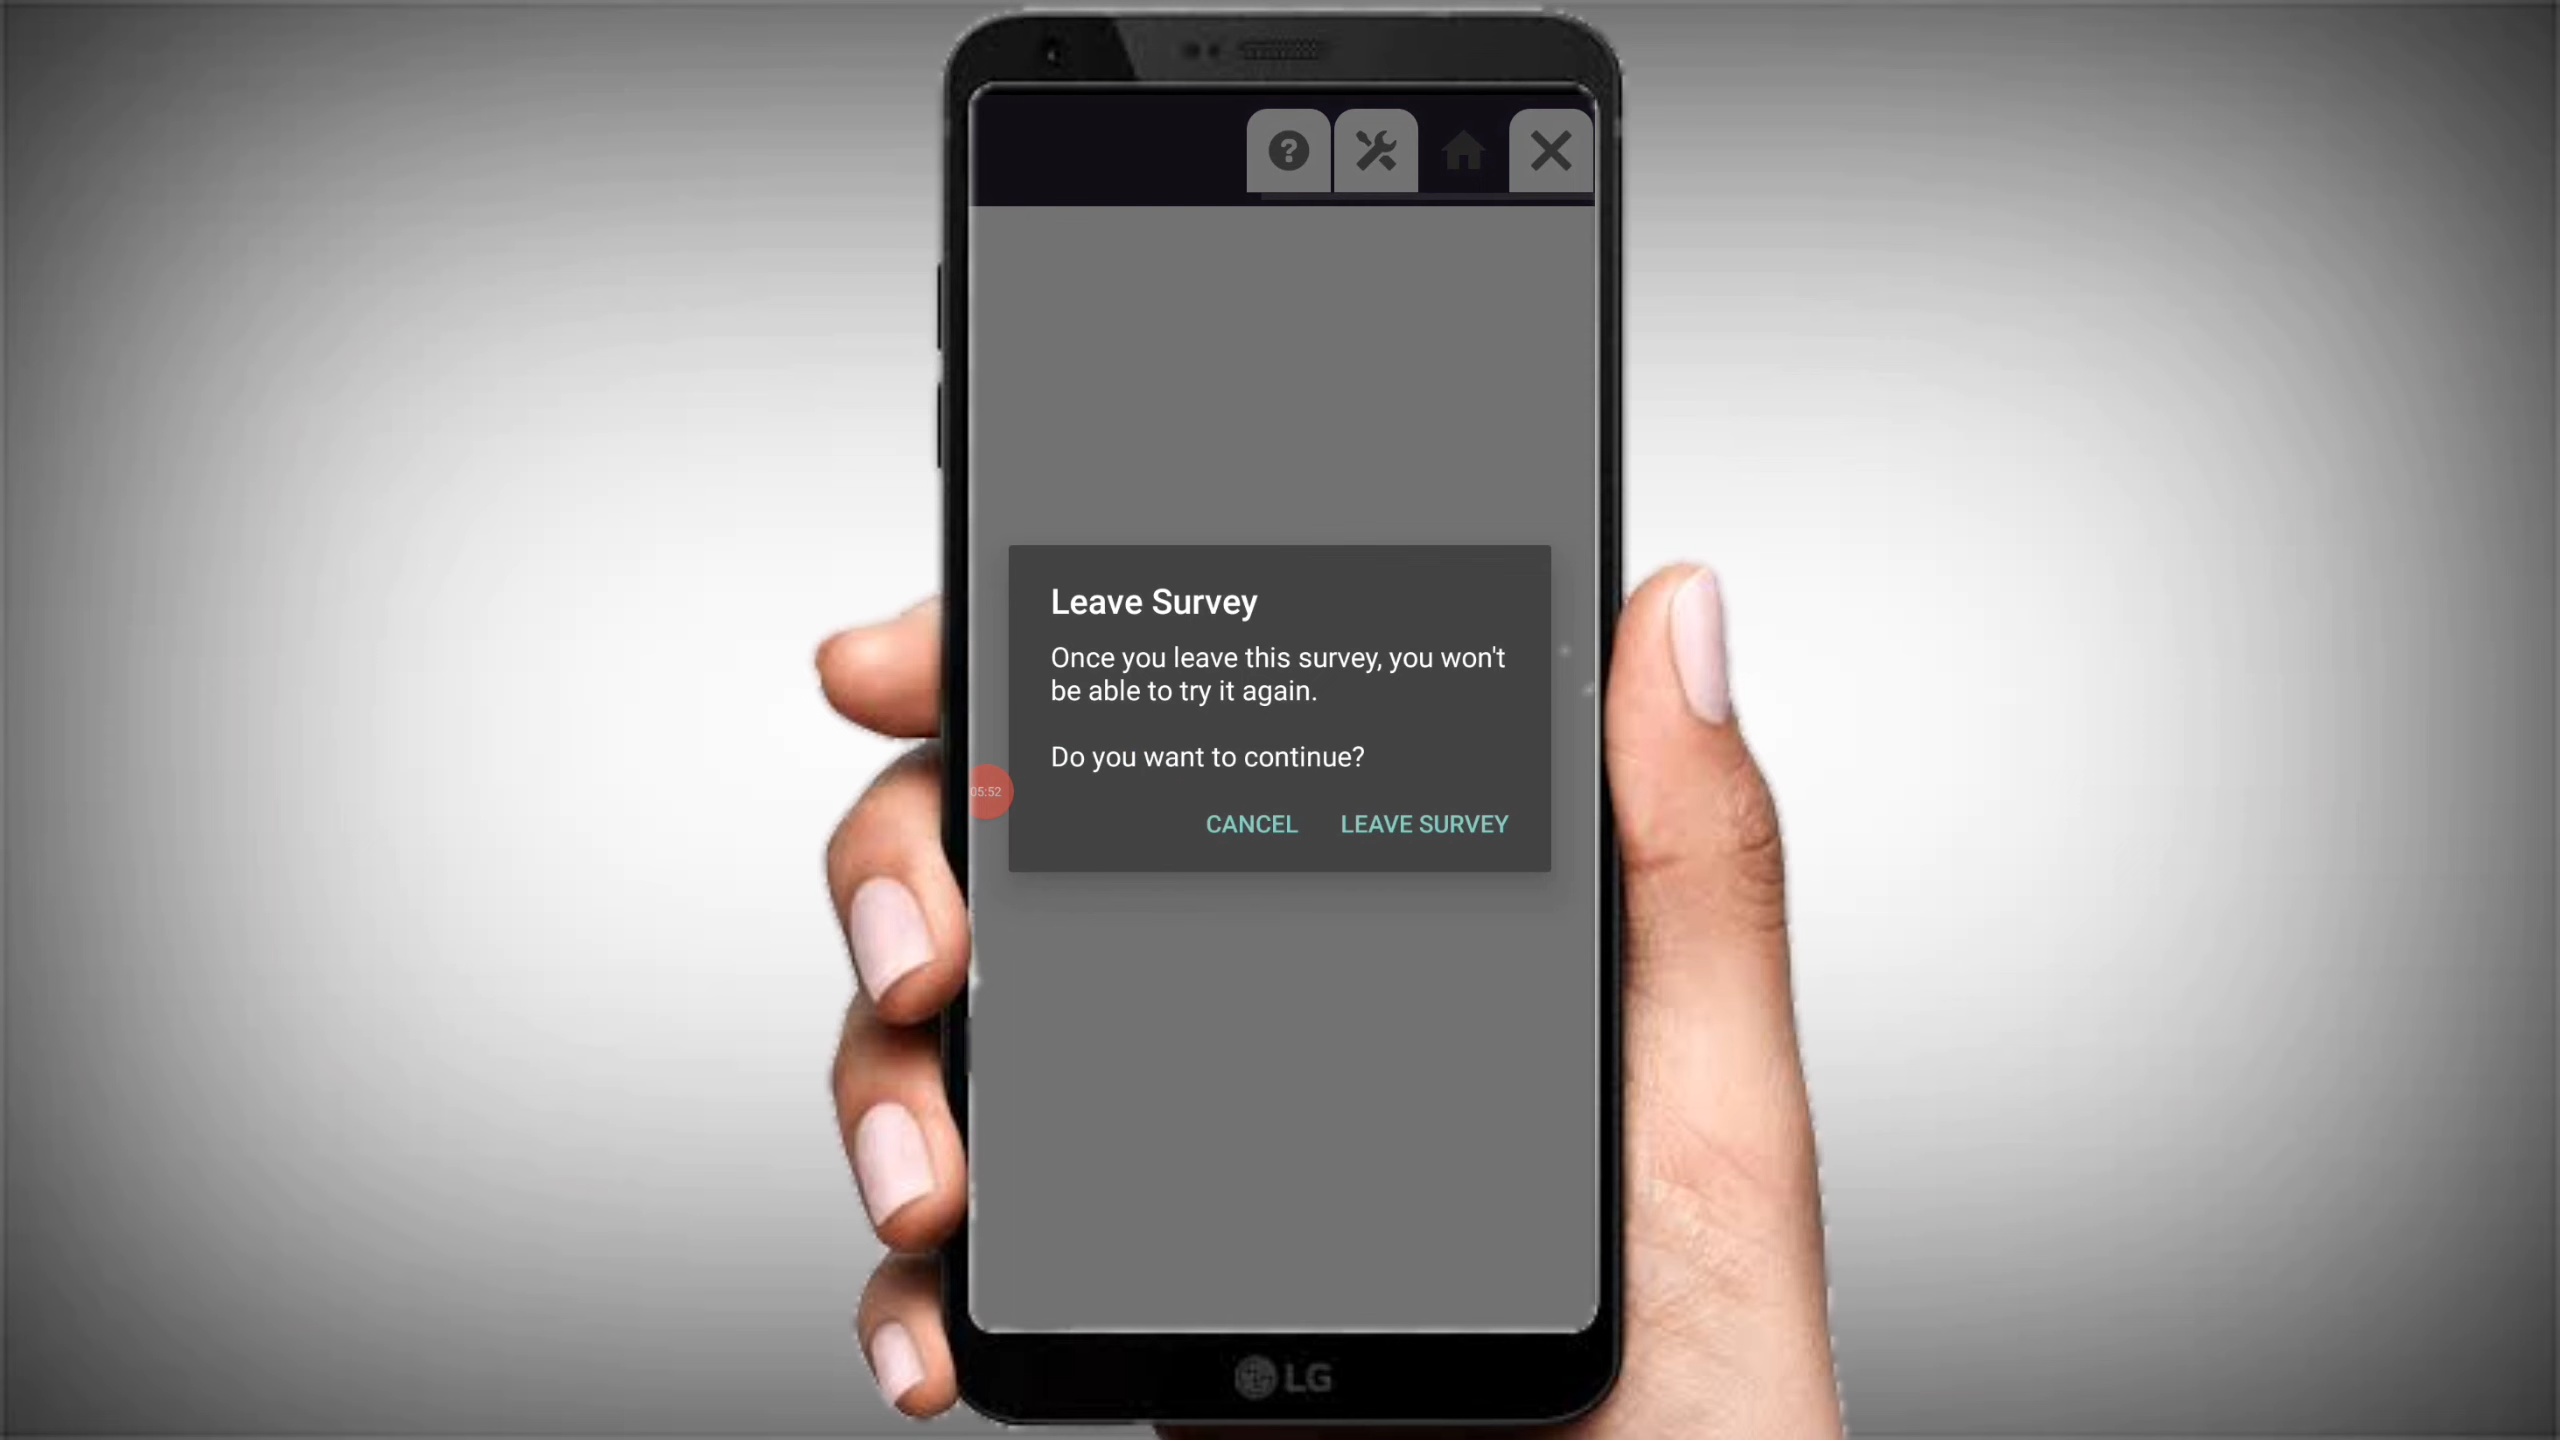 Leave Survey
Once you leave this survey, you won't
be able to try it again.
Do you want to continue?
05:52
CANCEL LEAVE SURVEY
LG